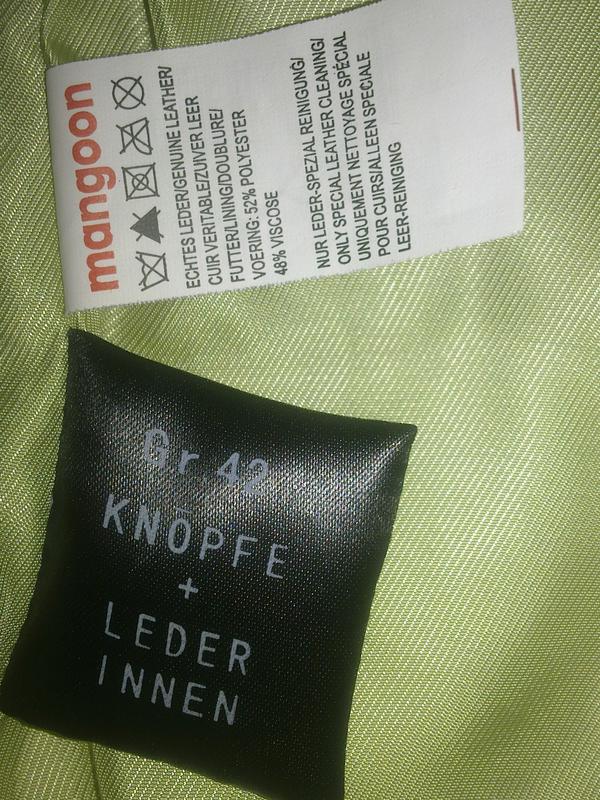 mangoon
ECHTES LEDER/GENUINE LEATHER/
CUIR VERITABLE/ZUIVER LEER
FUTTER/LINING/DOUBLURE/
VOERING: 52% POLYESTER
48% VISCOSE
NUR LEDER-SPEZIAL REINIGUNG/
ONLY SPECIAL LEATHER CLEANING/
UNIQUEMENT NETTOYAGE SPÉCIAL
POUR CUIRS/ALLEEN SPECIALE
LEER-REINIGING
Gr 42
KNÖPFE
+
LEDER
INNEN